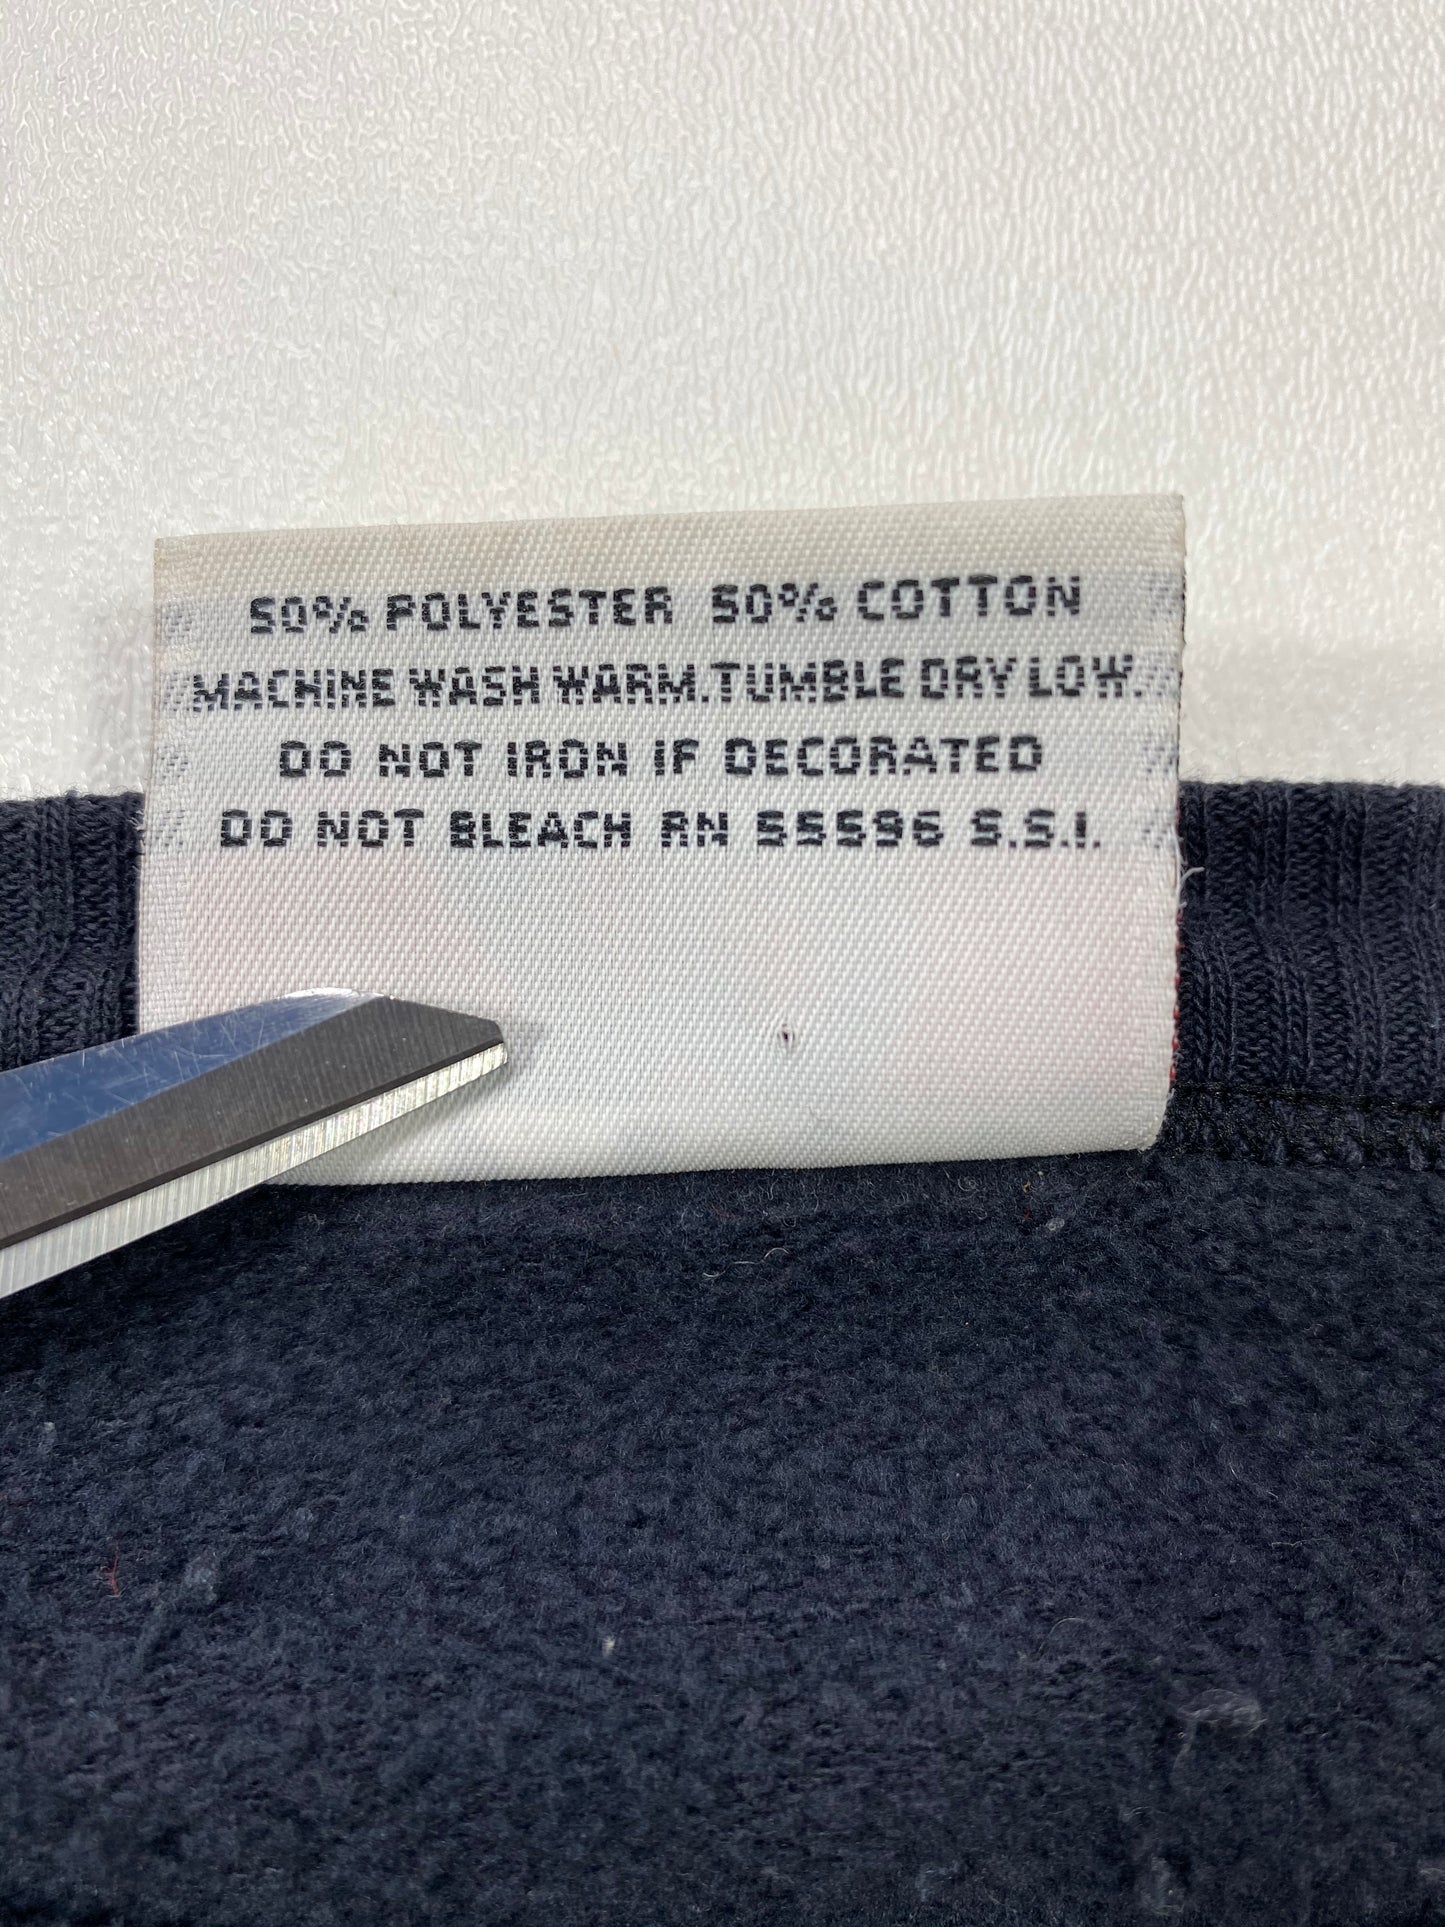 50% POLYESTER 50% COTTON
MACHINE WASH WARM.TUMBLE DRY LOW.
DO NOT IRON IF DECORATED
DO NOT BLEACH RN 55596 S.S.I.